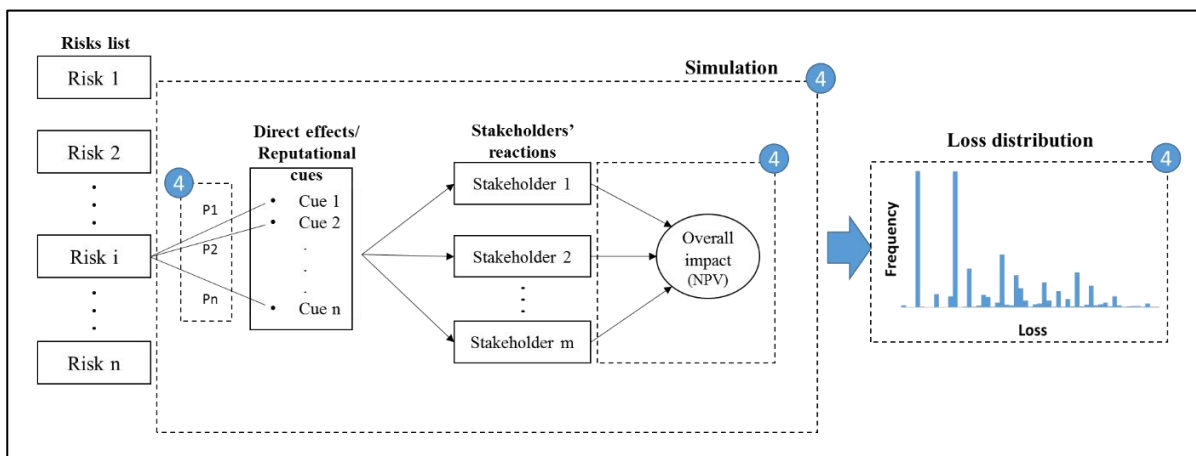 Risks list
Risk 1
Risk 2
Risk i
Risk n
Simulation
4
4
P1
P2
Pn
Direct effects/
Reputational
cues
• Cue 1
• Cue 2
.
.
.
• Cue n
Stakeholders’
reactions
Stakeholder 1
Stakeholder 2
Stakeholder m
4
Overall
impact
(NPV)
Loss distribution
4
Frequency
Loss